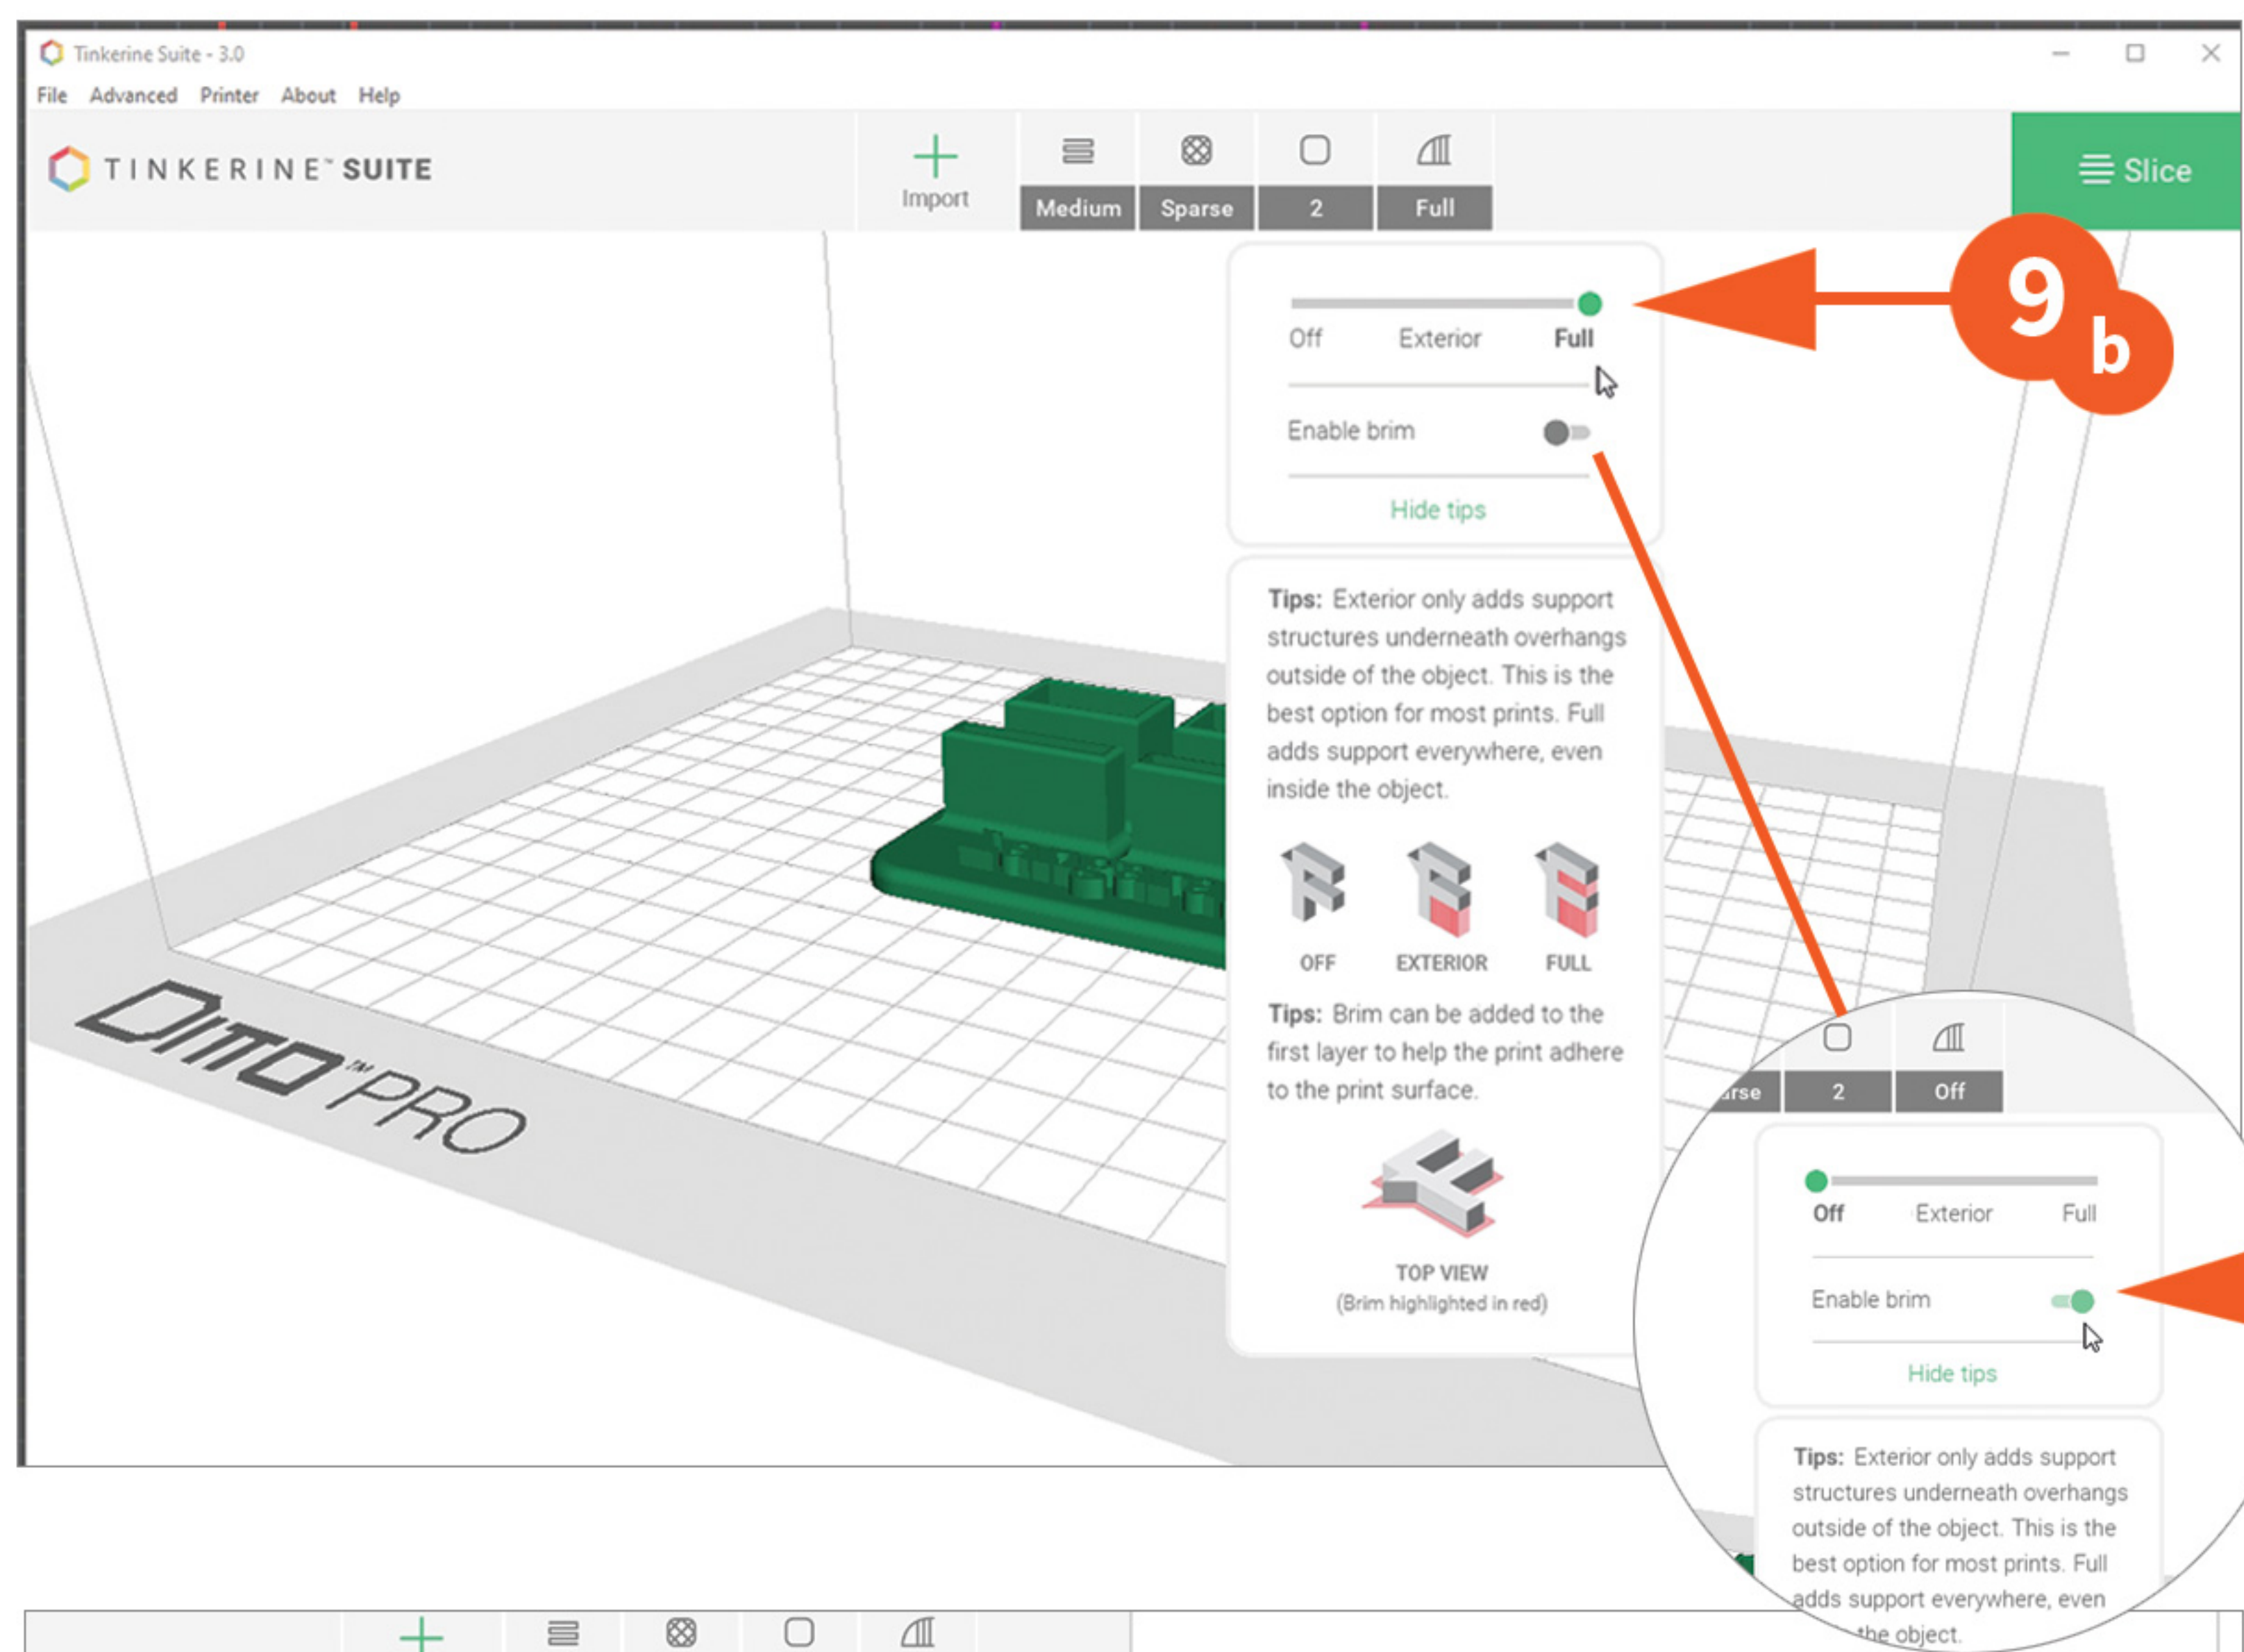 Tinkerine Suite - 3.0
File Advanced Printer About Help
TINKERINE™ SUITE
Import
Medium
Sparse
2
Full
Slice
9
b
Off Exterior Full
Enable brim
Hide tips
Tips: Exterior only adds support
structures underneath overhangs
outside of the object. This is the
best option for most prints. Full
adds support everywhere, even
inside the object.
OFF EXTERIOR FULL
Tips: Brim can be added to the
first layer to help the print adhere
to the print surface.
TOP VIEW
(Brim highlighted in red)
DITTO™ PRO
rse
2
Off
Off Exterior Full
Enable brim
Hide tips
Tips: Exterior only adds support
structures underneath overhangs
outside of the object. This is the
best option for most prints. Full
adds support everywhere, even
the object.